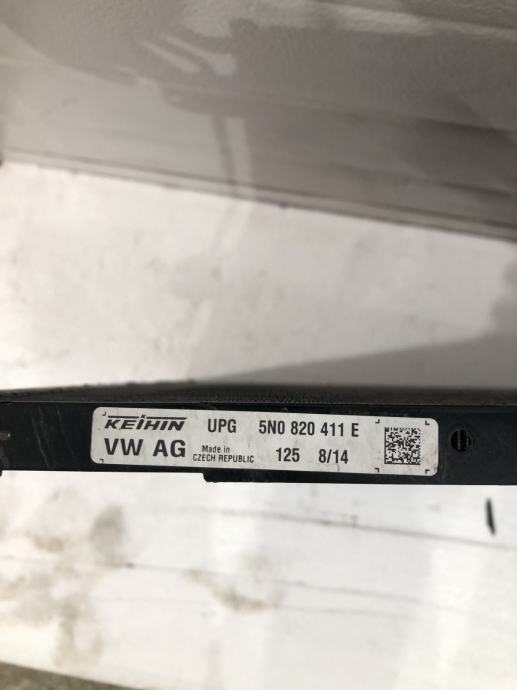 KEIHIN UPG 5N0 820 411 E
VW AG Made in CZECH REPUBLIC 125 8/14